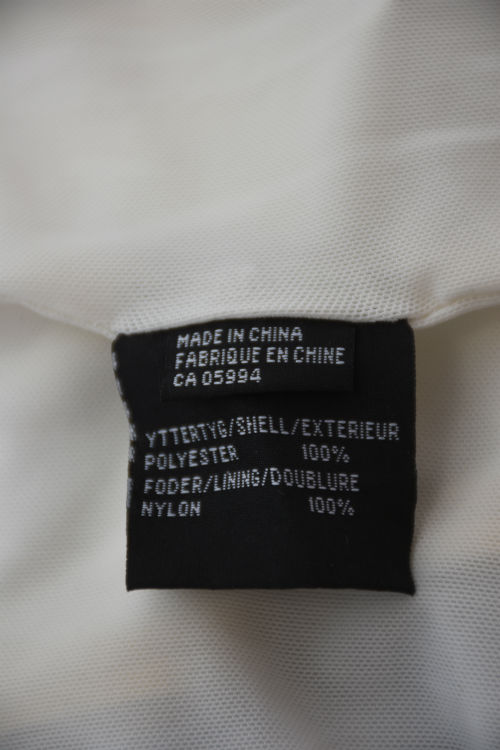 MADE IN CHINA
FABRIQUE EN CHINE
CA 05994
YTTERTYG/SHELL/EXTERIEUR
POLYESTER 100%
FODER/LINING/DOUBLURE
NYLON 100%